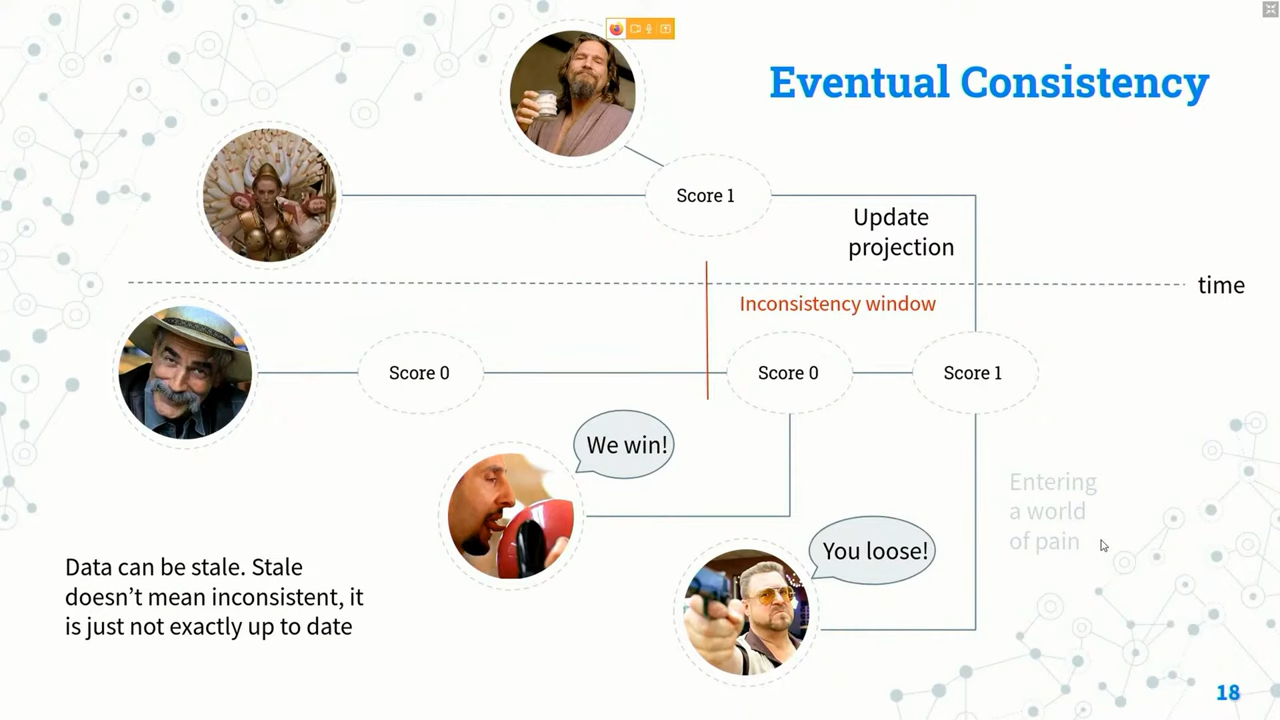 Eventual Consistency
Score 1
Update
projection
time
Inconsistency window
Score 0
Score 0
Score 1
We win!
Entering
a world
of pain
You loose!
Data can be stale. Stale
doesn’t mean inconsistent, it
is just not exactly up to date
18